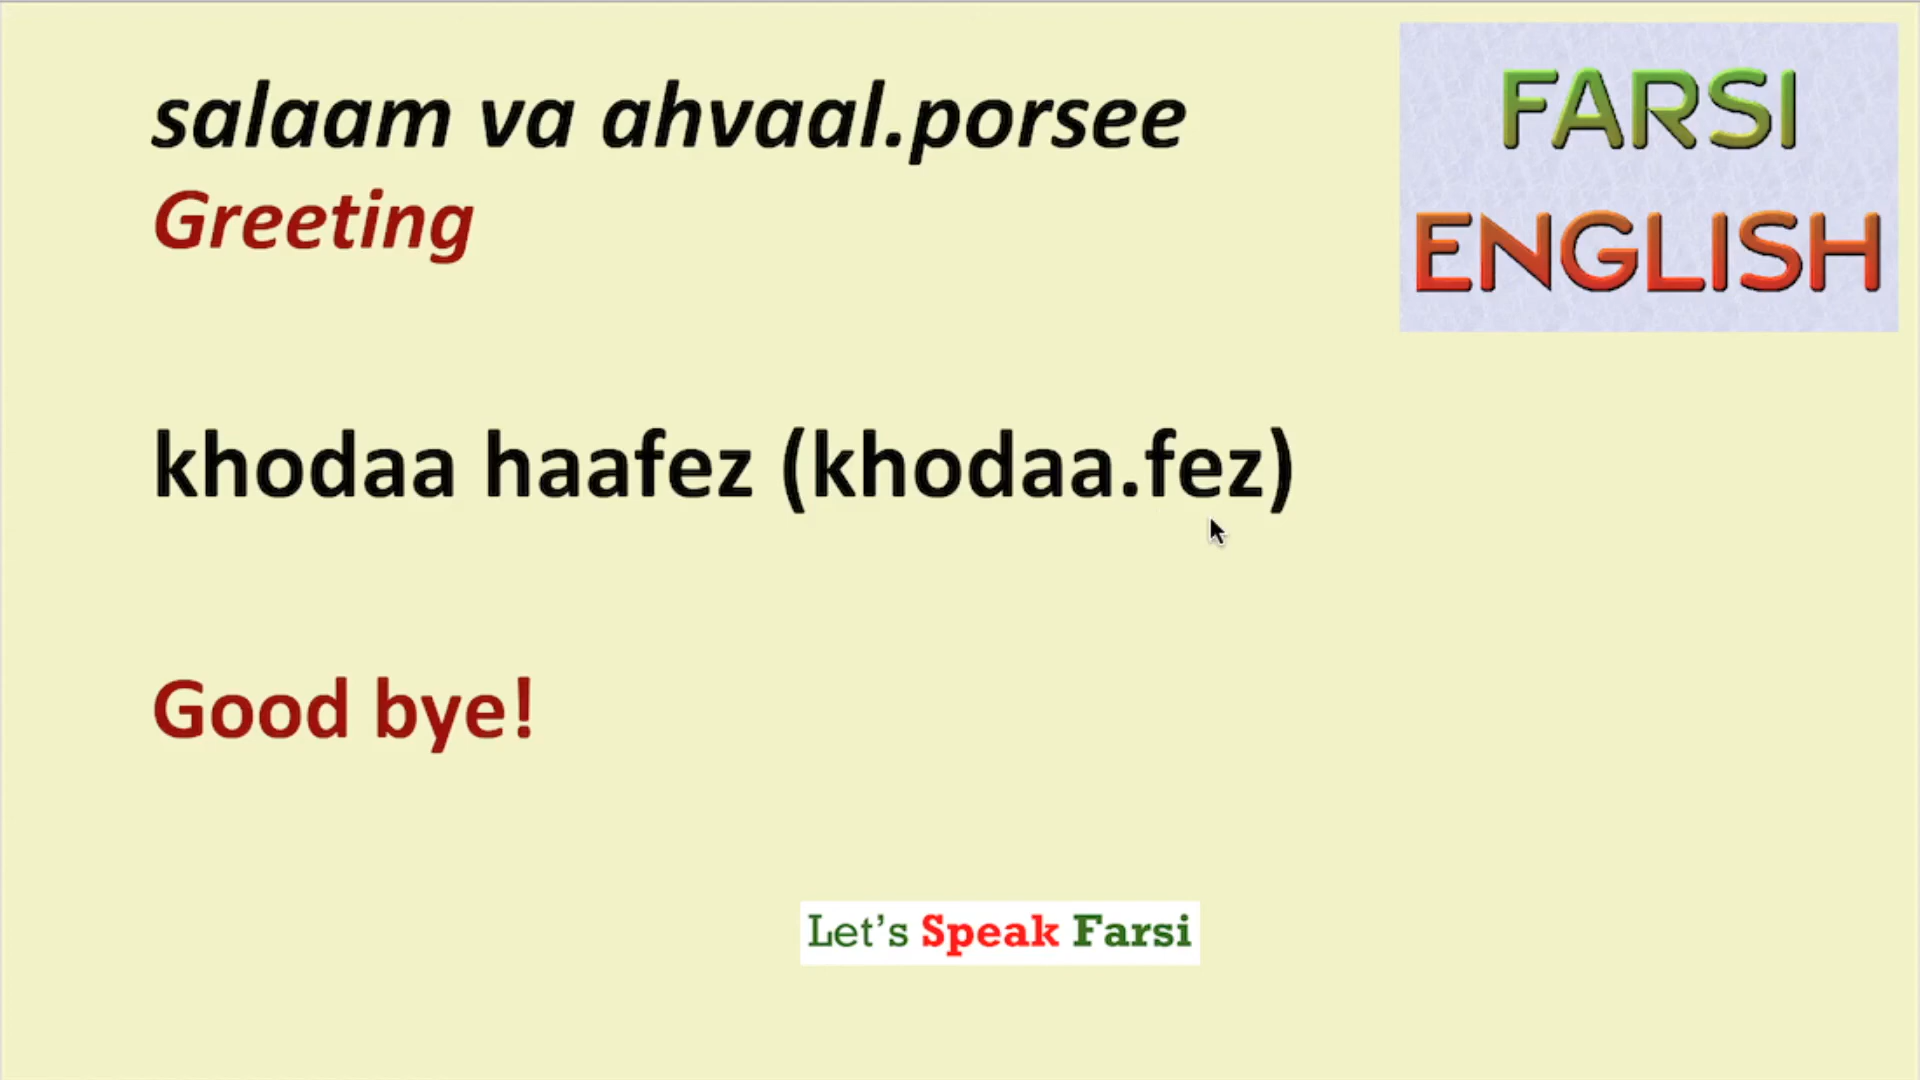 salaam va ahvaal.porsee
Greeting
FARSI
ENGLISH
khodaa haafez (khodaa.fez)
Good bye!
Let's Speak Farsi